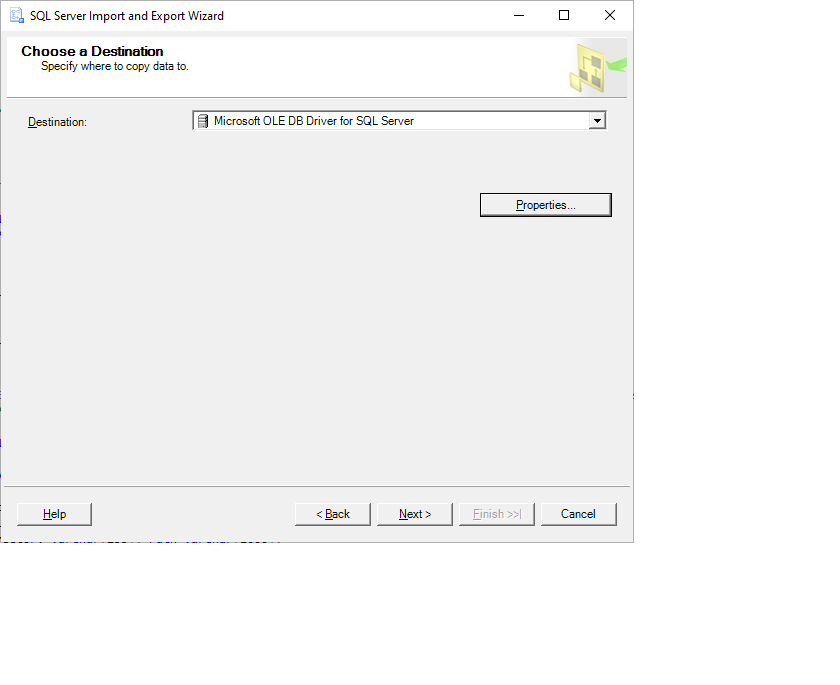 SQL Server Import and Export Wizard
Choose a Destination
Specify where to copy data to.
Destination: Microsoft OLE DB Driver for SQL Server
Properties...
Help < Back Next > Finish >>| Cancel